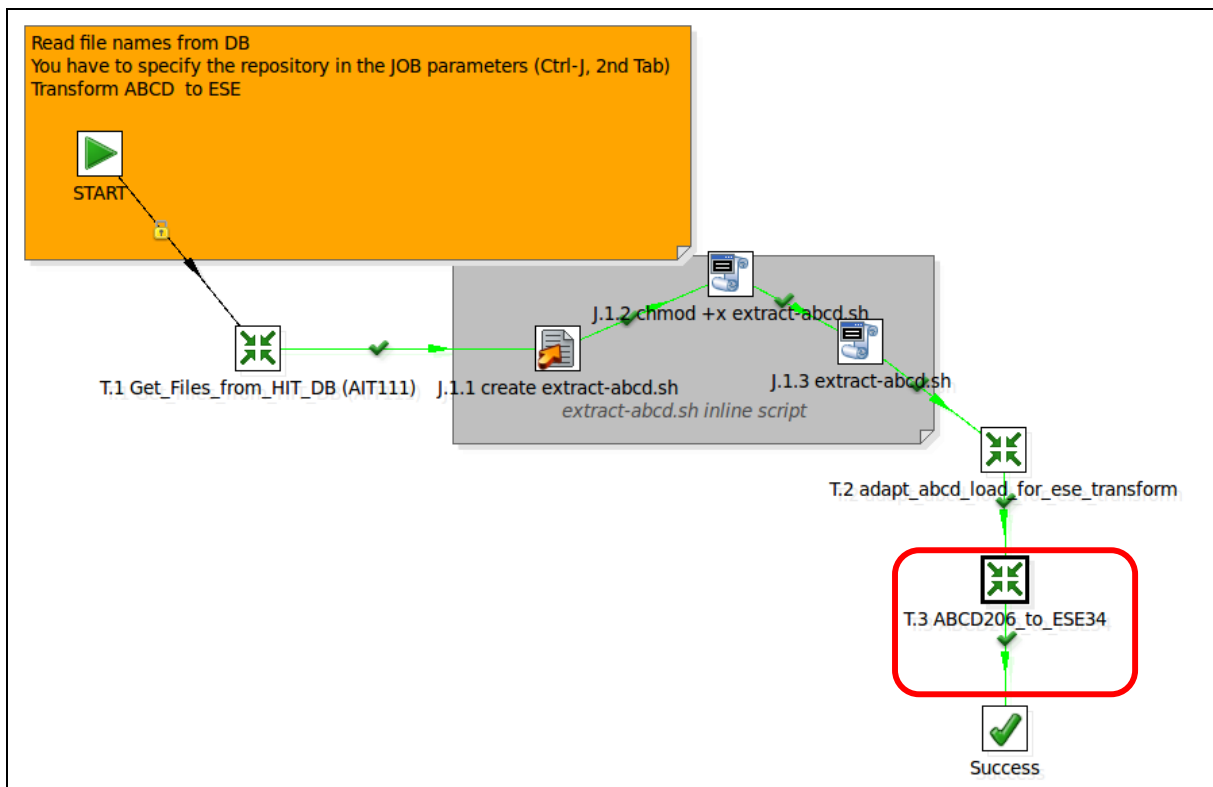 Read file names from DB
You have to specify the repository in the JOB parameters (Ctrl-J, 2nd Tab)
Transform ABCD  to ESE
START
J.1.2 chmod +x extract-abcd.sh
J.1.3 extract-abcd.sh
T.1 Get_Files_from_HIT_DB (AIT111)
J.1.1 create extract-abcd.sh
extract-abcd.sh inline script
T.2 adapt_abcd_load_for_ese_transform
T.3 ABCD206_to_ESE34
Success